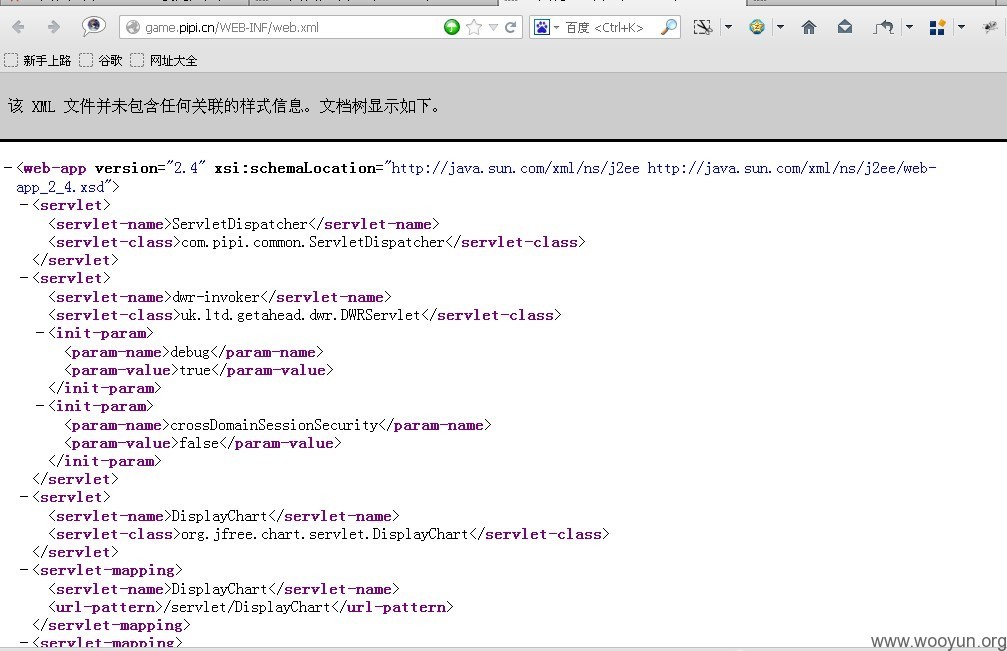 game.pipi.cn/WEB-INF/web.xml
百度 <Ctrl+K>
新手上路 谷歌 网址大全
该 XML 文件并未包含任何关联的样式信息。文档树显示如下。
−<web-app version="2.4" xsi:schemaLocation="http://java.sun.com/xml/ns/j2ee http://java.sun.com/xml/ns/j2ee/web-
app_2_4.xsd">
−<servlet>
<servlet-name>ServletDispatcher</servlet-name>
<servlet-class>com.pipi.common.ServletDispatcher</servlet-class>
</servlet>
−<servlet>
<servlet-name>dwr-invoker</servlet-name>
<servlet-class>uk.ltd.getahead.dwr.DWRServlet</servlet-class>
−<init-param>
<param-name>debug</param-name>
<param-value>true</param-value>
</init-param>
−<init-param>
<param-name>crossDomainSessionSecurity</param-name>
<param-value>false</param-value>
</init-param>
</servlet>
−<servlet>
<servlet-name>DisplayChart</servlet-name>
<servlet-class>org.jfree.chart.servlet.DisplayChart</servlet-class>
</servlet>
−<servlet-mapping>
<servlet-name>DisplayChart</servlet-name>
<url-pattern>/servlet/DisplayChart</url-pattern>
</servlet-mapping>
−<servlet-mapping>
www.wooyun.org